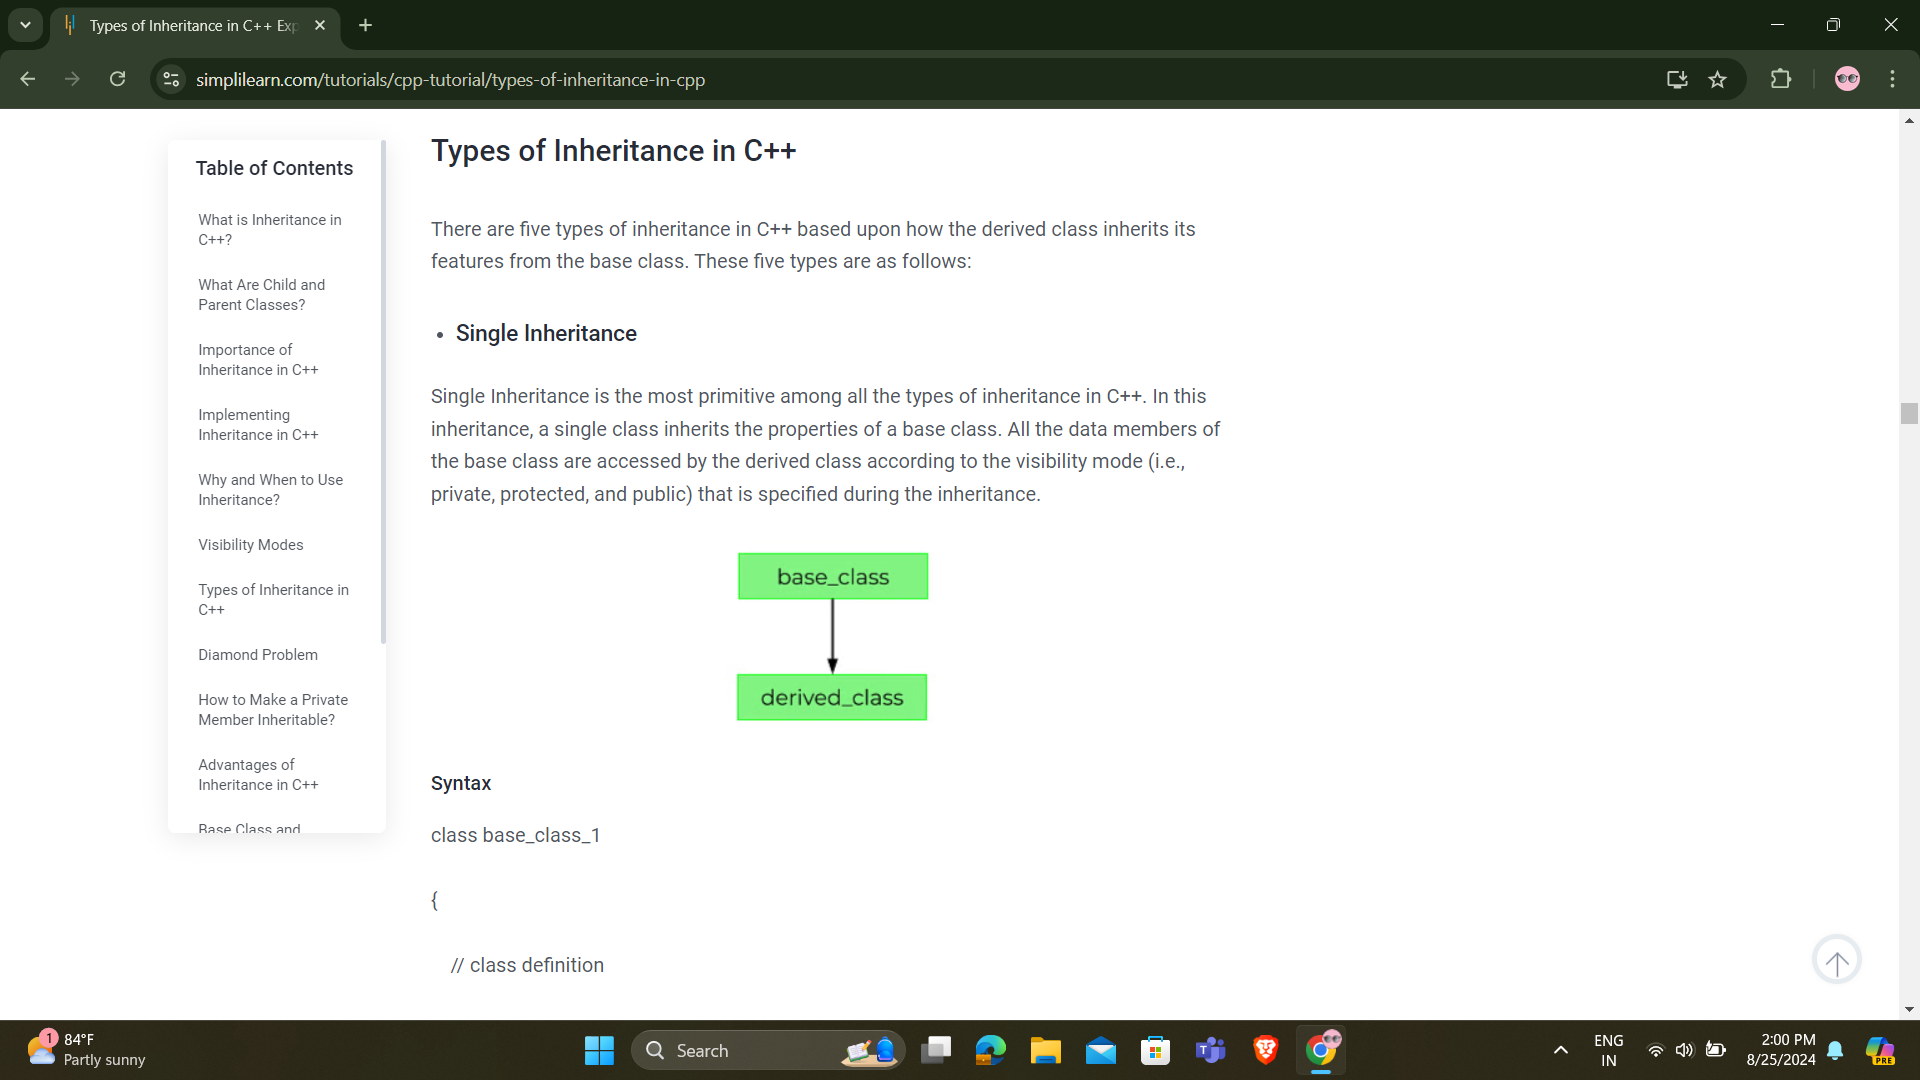 Types of Inheritance in C++ Exp
simplilearn.com/tutorials/cpp-tutorial/types-of-inheritance-in-cpp
Table of Contents
What is Inheritance in
C++?
What Are Child and
Parent Classes?
Importance of
Inheritance in C++
Implementing
Inheritance in C++
Why and When to Use
Inheritance?
Visibility Modes
Types of Inheritance in
C++
Diamond Problem
How to Make a Private
Member Inheritable?
Advantages of
Inheritance in C++
Base Class and
Types of Inheritance in C++
There are five types of inheritance in C++ based upon how the derived class inherits its
features from the base class. These five types are as follows:
• Single Inheritance
Single Inheritance is the most primitive among all the types of inheritance in C++. In this
inheritance, a single class inherits the properties of a base class. All the data members of
the base class are accessed by the derived class according to the visibility mode (i.e.,
private, protected, and public) that is specified during the inheritance.
base_class
derived_class
Syntax
class base_class_1
{
// class definition
1
84°F
Partly sunny
Search
T
ENG
IN
2:00 PM
8/25/2024
PRE